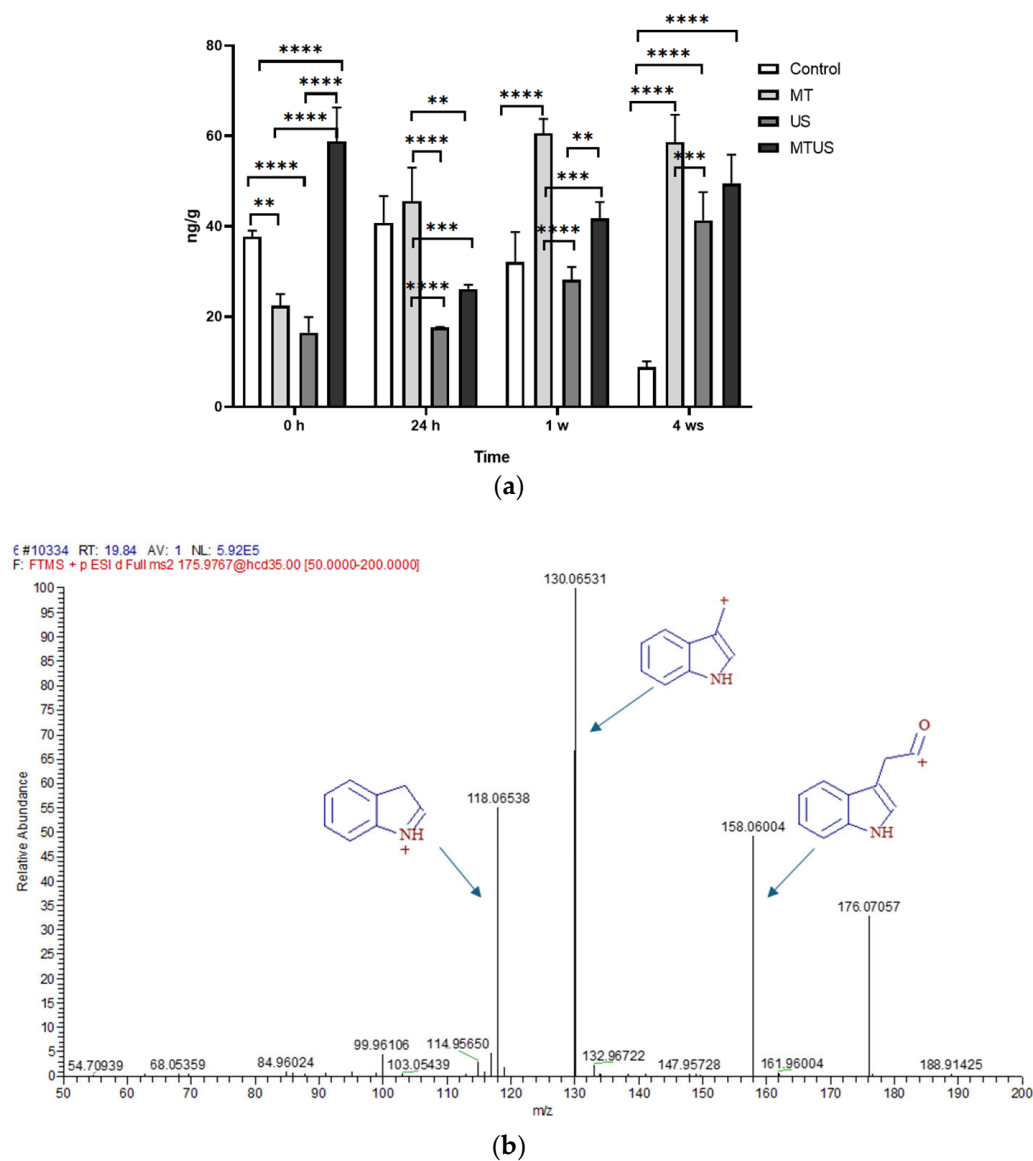 80
60
40
20
0
ng/g
**** **** **** **** **
** **** *** ****
**** ** *** ****
**** **** **** ***
Control
MT
US
MTUS
0 h 24 h 1 w 4 ws
Time
(a)
#10334 RT: 19.84 AV: 1 NL: 5.92E5
F: FTMS + p ESI d Full ms2 175.9767@hcd35.00 [50.0000-200.0000]
Relative Abundance
100
95
90
85
80
75
70
65
60
55
50
45
40
35
30
25
20
15
10
5
0
130.06531
+
NH
O
+
NH
118.06538
NH
+
158.06004
176.07057
54.70939
68.05359
84.96024
99.96106
103.05439
114.95650
132.96722
147.95728
161.96004
188.91425
50 60 70 80 90 100 110 120 130 140 150 160 170 180 190 200
m/z
(b)